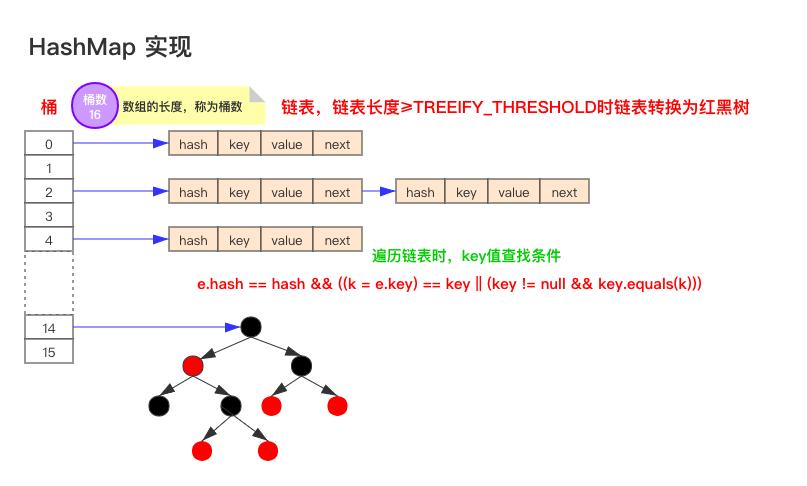 HashMap 实现
桶
桶数
16
数组的长度，称为桶数
链表，链表长度≥TREEIFY_THRESHOLD时链表转换为红黑树
0
hash key value next
1
2
hash key value next
hash key value next
3
4
hash key value next
遍历链表时，key值查找条件
e.hash == hash && ((k = e.key) == key || (key != null && key.equals(k)))
14
15